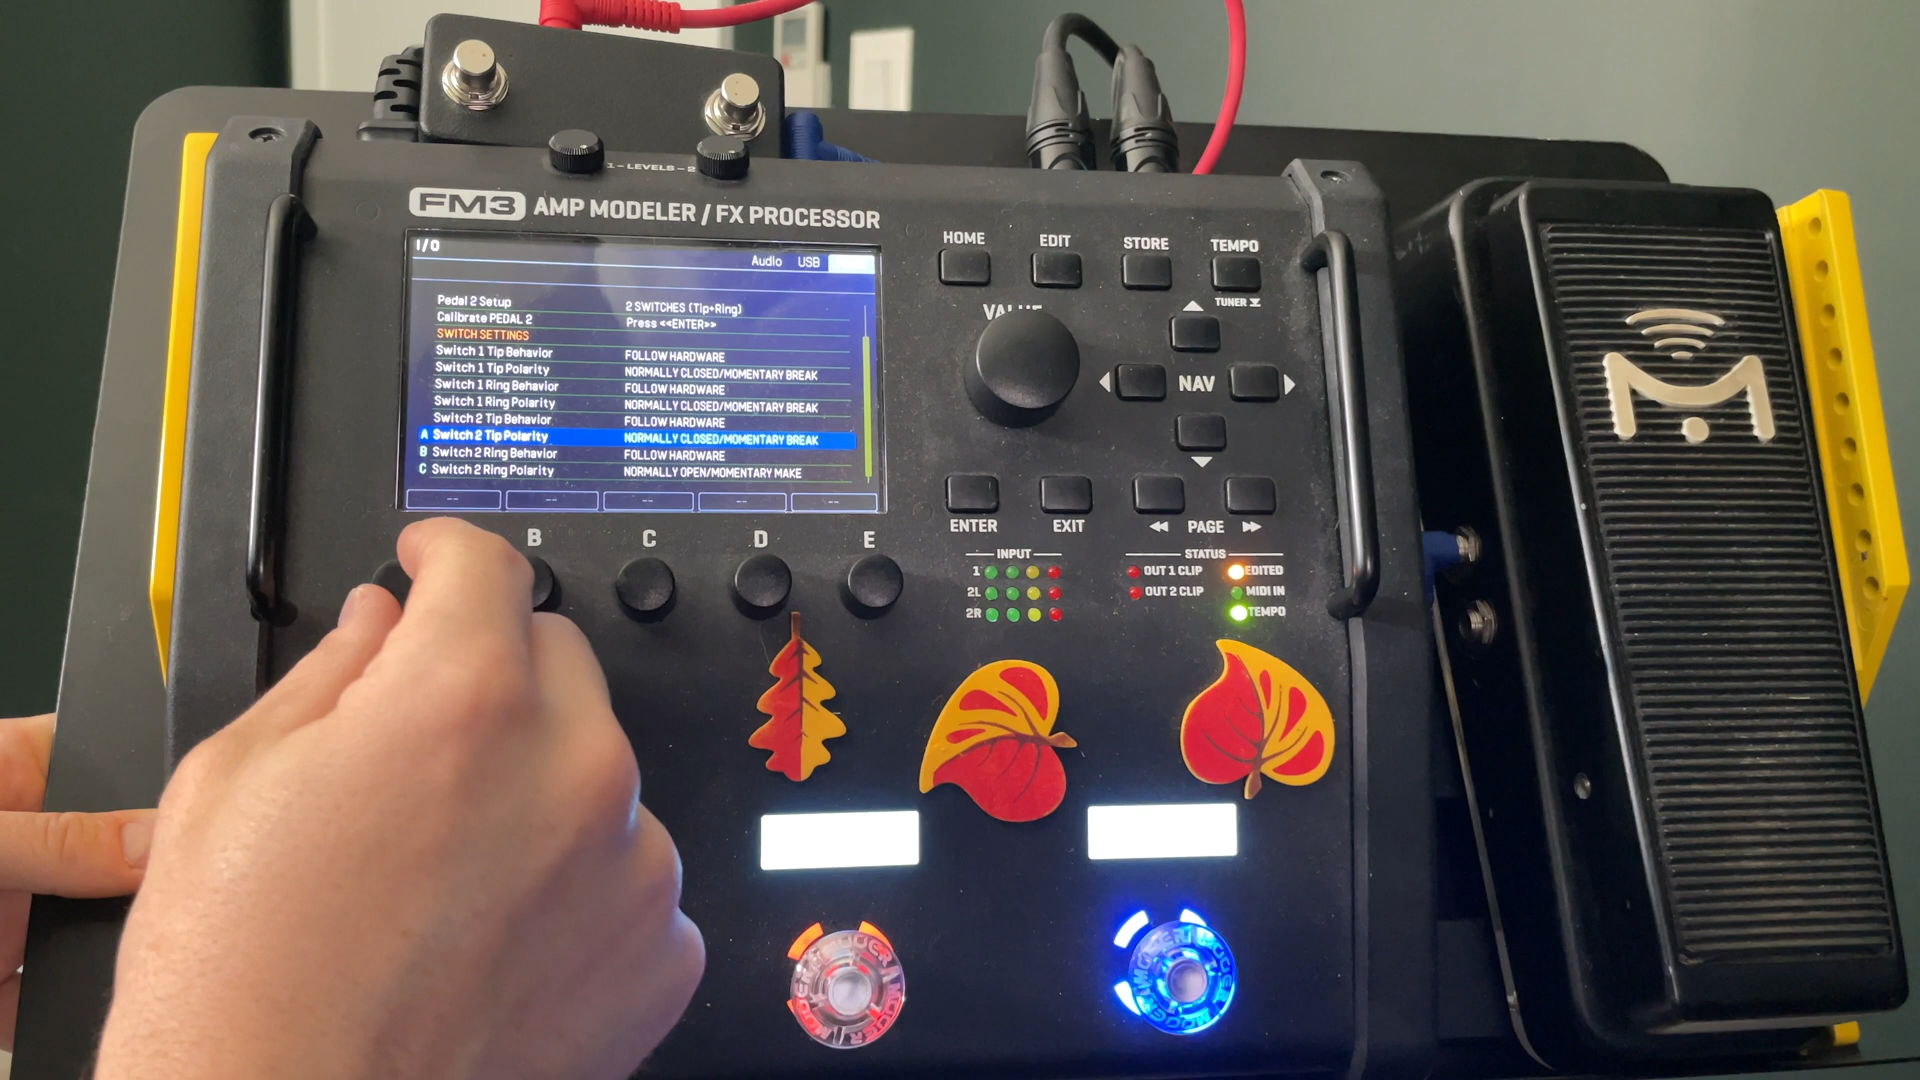 1 – LEVELS – 2
FM3 AMP MODELER / FX PROCESSOR
I/O
Audio USB
Pedal 2 Setup 2 SWITCHES (Tip+Ring)
Calibrate PEDAL 2 Press <<ENTER>>
SWITCH SETTINGS
Switch 1 Tip Behavior FOLLOW HARDWARE
Switch 1 Tip Polarity NORMALLY CLOSED/MOMENTARY BREAK
Switch 1 Ring Behavior FOLLOW HARDWARE
Switch 1 Ring Polarity NORMALLY CLOSED/MOMENTARY BREAK
Switch 2 Tip Behavior FOLLOW HARDWARE
A Switch 2 Tip Polarity NORMALLY CLOSED/MOMENTARY BREAK
B Switch 2 Ring Behavior FOLLOW HARDWARE
C Switch 2 Ring Polarity NORMALLY OPEN/MOMENTARY MAKE
-- -- -- -- --
B C D E
HOME EDIT STORE TEMPO
TUNER
VALUE
NAV
ENTER EXIT PAGE
INPUT
1
2L
2R
STATUS
OUT 1 CLIP EDITED
OUT 2 CLIP MIDI IN
TEMPO
MOOER MOOER
MOOER MOOER